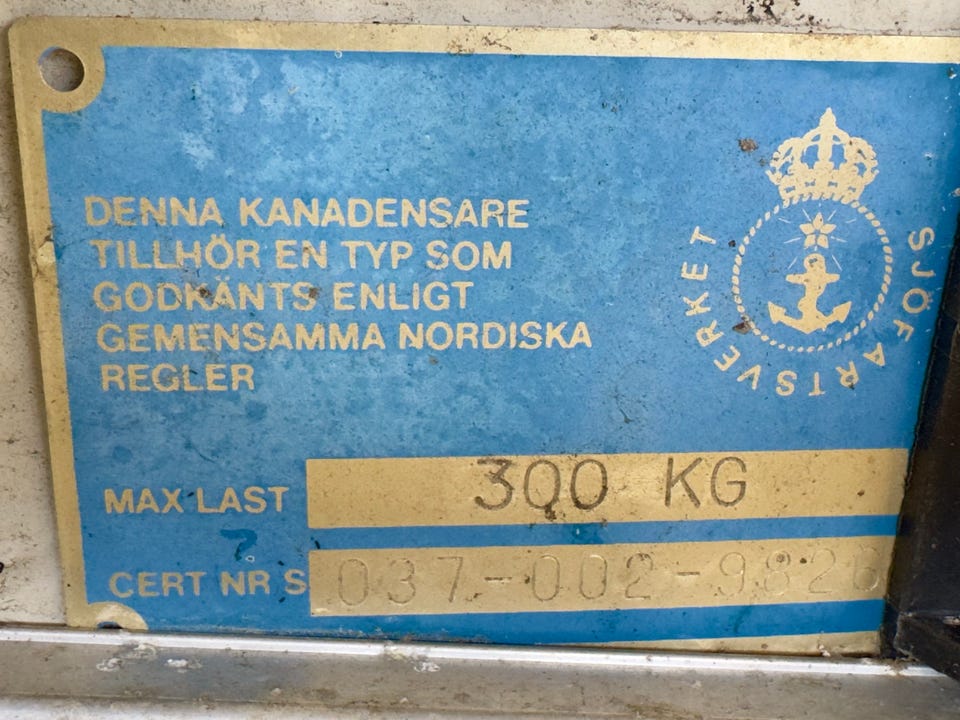 DENNA KANADENSARE
TILLHÖR EN TYP SOM
GODKÄNTS ENLIGT
GEMENSAMMA NORDISKA
REGLER
SJÖFARTSVERKET
MAX LAST 300 KG
?
CERT NR S 037-002-9826